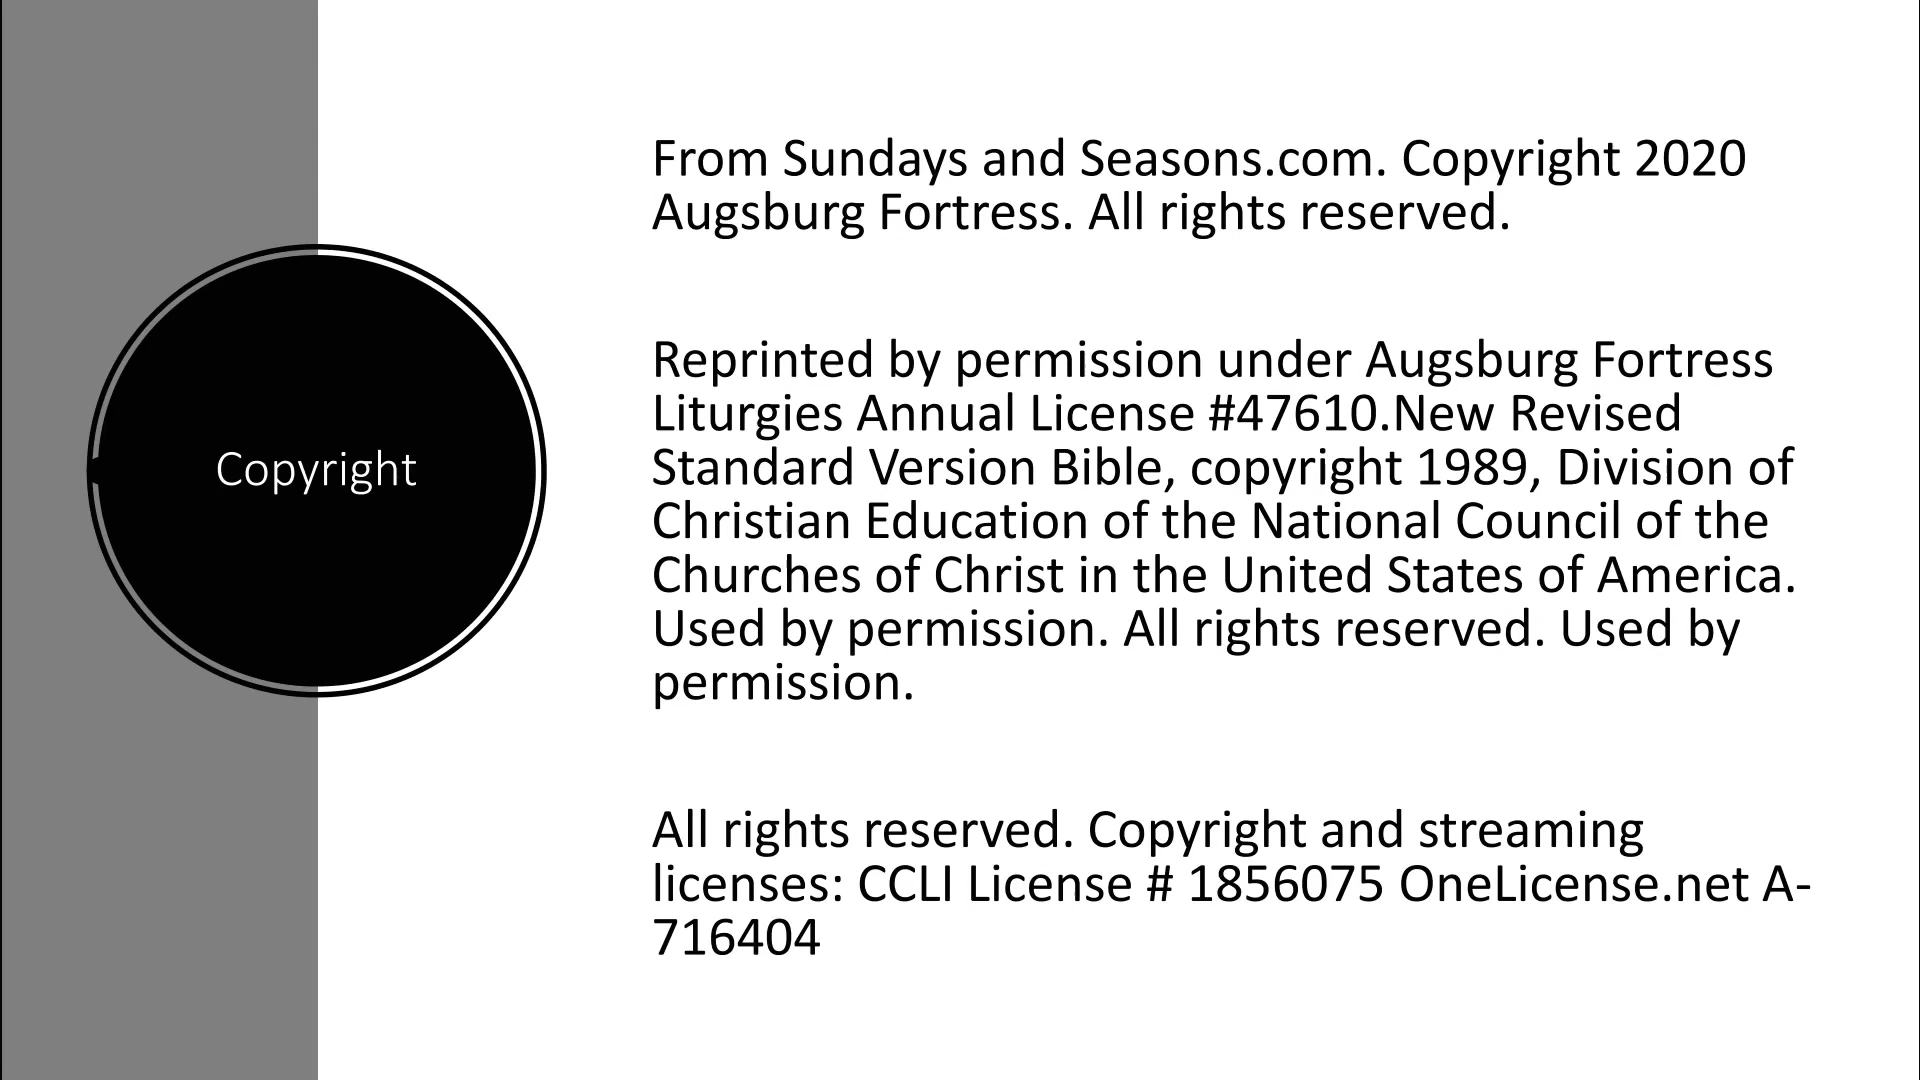 Copyright
From Sundays and Seasons.com. Copyright 2020
Augsburg Fortress. All rights reserved.
Reprinted by permission under Augsburg Fortress
Liturgies Annual License #47610.New Revised
Standard Version Bible, copyright 1989, Division of
Christian Education of the National Council of the
Churches of Christ in the United States of America.
Used by permission. All rights reserved. Used by
permission.
All rights reserved. Copyright and streaming
licenses: CCLI License # 1856075 OneLicense.net A-
716404